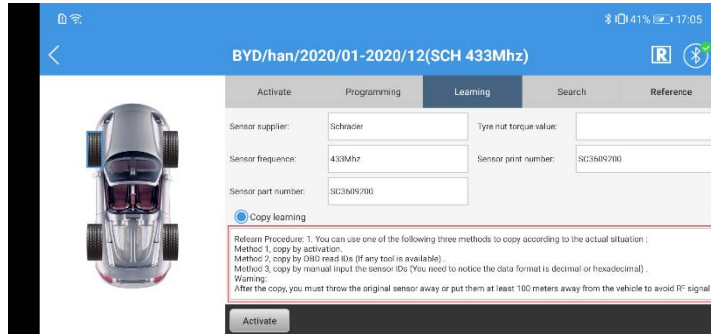 41% 17:05
BYD/han/2020/01-2020/12(SCH 433Mhz)
R
Activate Programming Learning Search Reference
Sensor supplier: Schrader Tyre nut torque value:
Sensor frequence: 433Mhz Sensor print number: SC3609200
Sensor part number: SC3609200
Copy learning
Relearn Procedure: 1. You can use one of the following three methods to copy according to the actual situation :
Method 1, copy by activation.
Method 2, copy by OBD read IDs (If any tool is available) .
Method 3, copy by manual input the sensor IDs (You need to notice the data format is decimal or hexadecimal) .
Warning:
After the copy, you must throw the original sensor away or put them at least 100 meters away from the vehicle to avoid RF signal
Activate